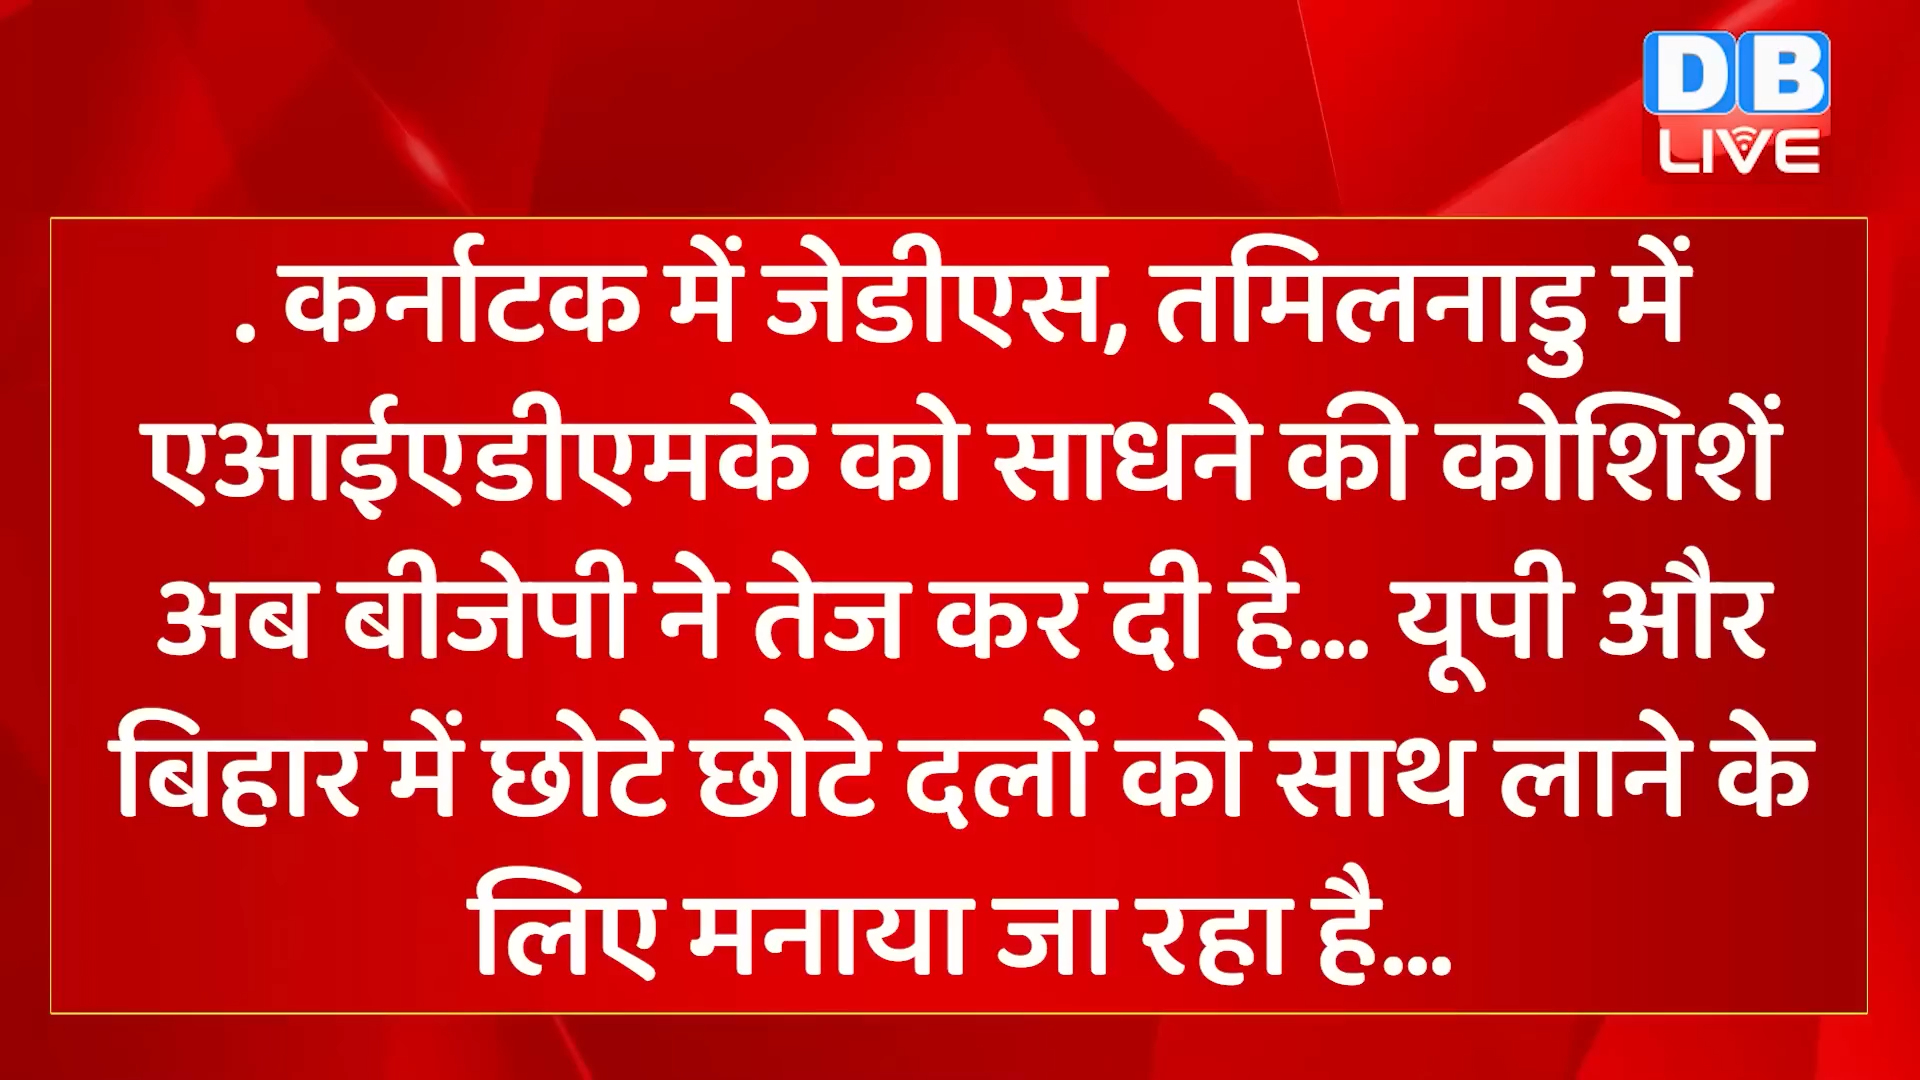 DB
LIVE
. कर्नाटक में जेडीएस, तमिलनाडु में
एआईएडीएमके को साधने की कोशिशें
अब बीजेपी ने तेज कर दी है... यूपी और
बिहार में छोटे छोटे दलों को साथ लाने के
लिए मनाया जा रहा है...